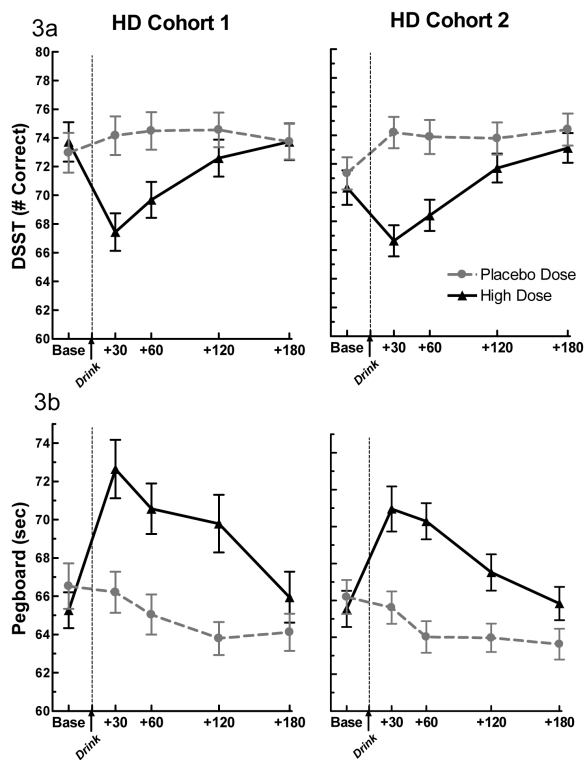 HD Cohort 1
HD Cohort 2
3a
80
78
76
74
72
70
68
66
64
62
60
DSST (# Correct)
Placebo Dose
High Dose
Base
Drink
+30
+60
+120
+180
Base
Drink
+30
+60
+120
+180
3b
74
72
70
68
66
64
62
60
Pegboard (sec)
Base
Drink
+30
+60
+120
+180
Base
Drink
+30
+60
+120
+180